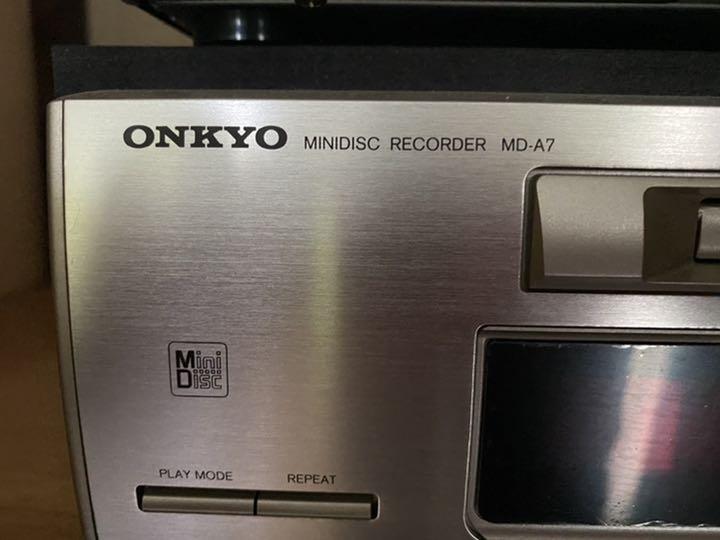 ONKYO MINIDISC RECORDER MD-A7
Mini
Disc
PLAY MODE REPEAT